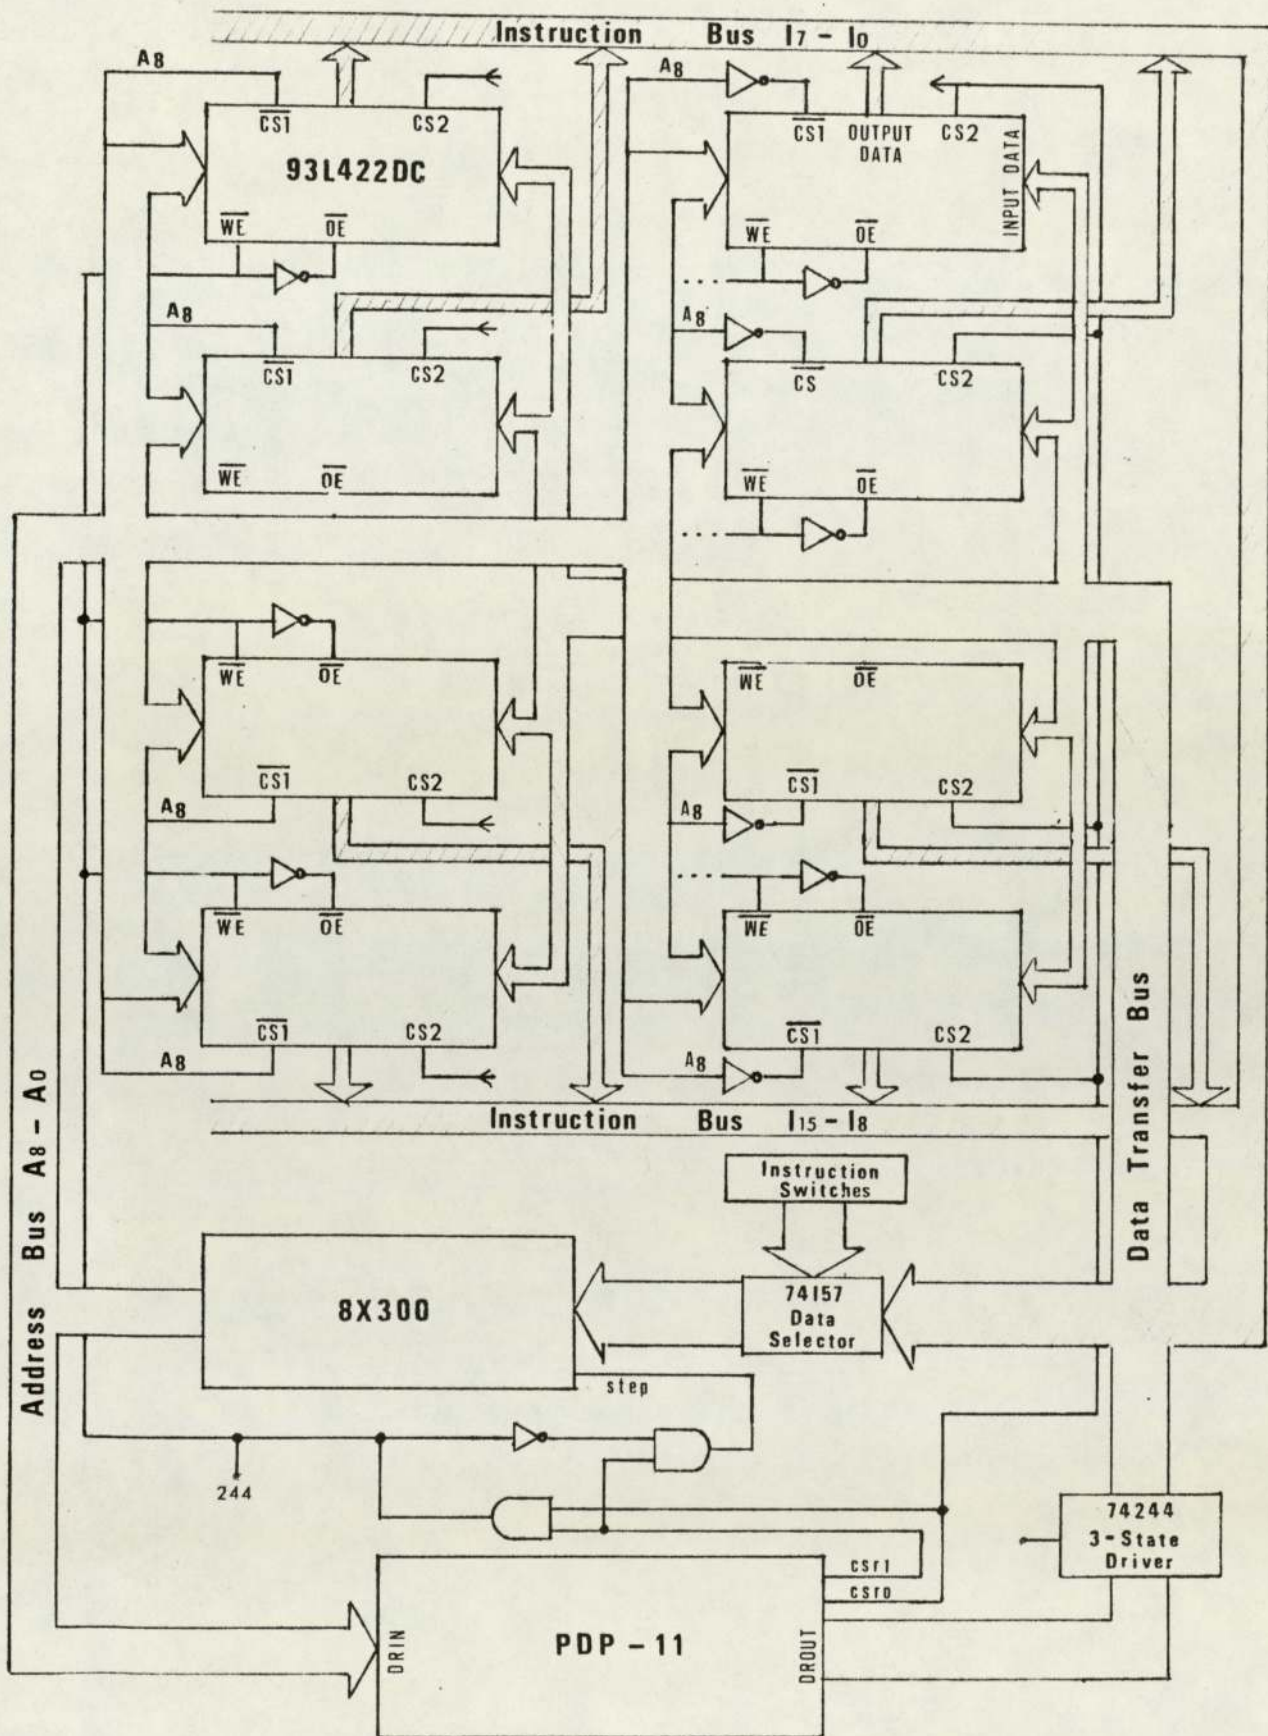 Instruction Bus I7 - I0
A8
A8
CS1
CS2
CS1
OUTPUT DATA
CS2
93L422DC
INPUT DATA
WE
OE
WE
OE
A8
A8
CS1
CS2
CS
CS2
WE
OE
WE
OE
WE
OE
WE
OE
CS1
CS2
CS1
CS2
A8
A8
WE
OE
WE
OE
CS1
CS2
CS1
CS2
A8
A8
Instruction Bus I15 - I8
Address Bus A8 - A0
Data Transfer Bus
Instruction
Switches
8X300
74157
Data
Selector
step
244
74244
3-State
Driver
csr1
csr0
DRIN
PDP-11
DROUT